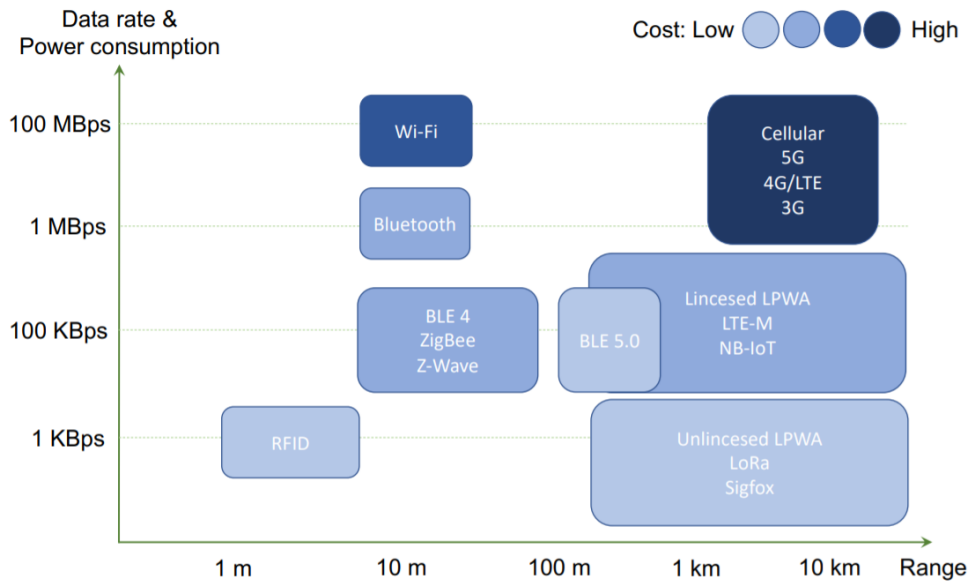 Data rate &
Power consumption
Cost: Low High
100 MBps
Wi-Fi
Cellular
5G
4G/LTE
3G
1 MBps
Bluetooth
100 KBps
BLE 4
ZigBee
Z-Wave
BLE 5.0
Lincesed LPWA
LTE-M
NB-IoT
1 KBps
RFID
Unlincesed LPWA
LoRa
Sigfox
1 m 10 m 100 m 1 km 10 km Range